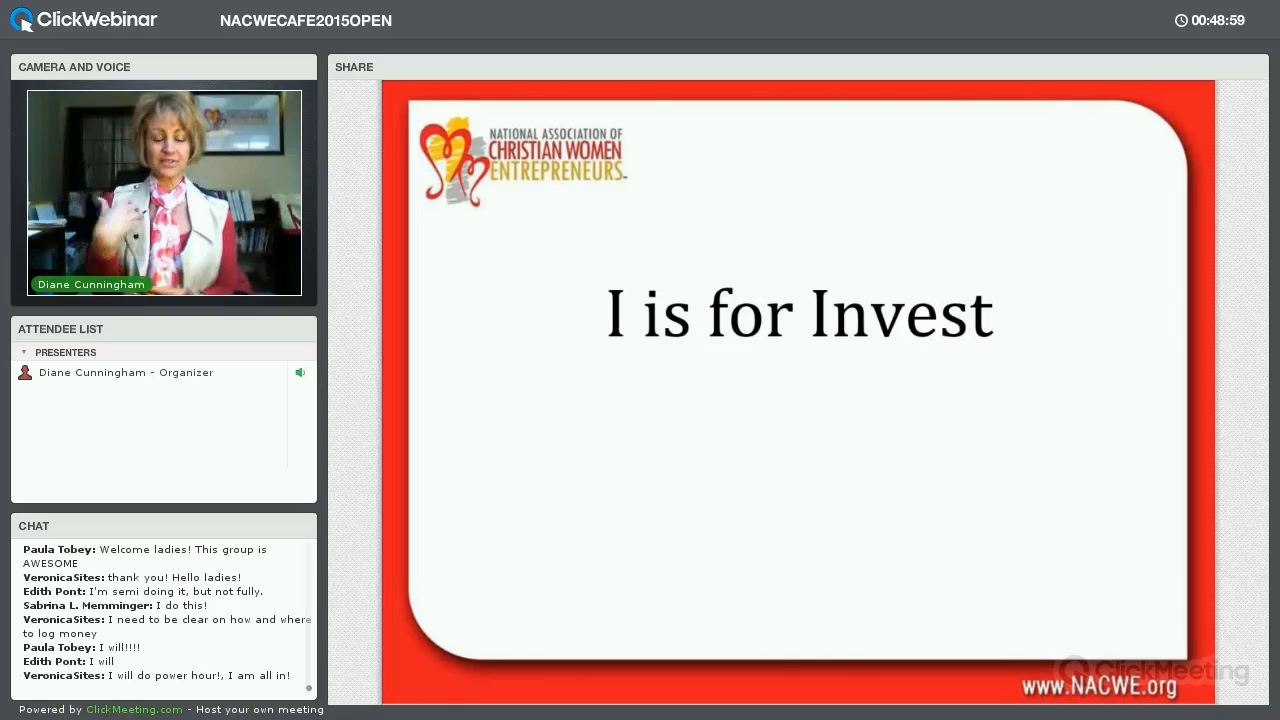 ClickWebinar
NACWECAFE2015OPEN
00:48:59
CAMERA AND VOICE
Diane Cunningham
ATTENDEE LIST
PRESENTERS
Diane Cunningham - Organizer
CHAT
Paula Tobey: Welcome ladies! This group is
AWESOME
thank you! Hello ladies!
Edith Pont: I'm semi doing it, but not fully,
Sabrina L. Memminger: I do this!
I need to be clear on how and where
to log money
Paula Tobey: I will!!!!
Edith Pont: I will
I will do power hour, I am all in!
Powered by ClickMeeting.com - Host your own meeting
SHARE
NATIONAL ASSOCIATION OF
CHRISTIAN WOMEN
ENTREPRENEURS
I is for Invest
ClickMeeting
www.NACWE.org